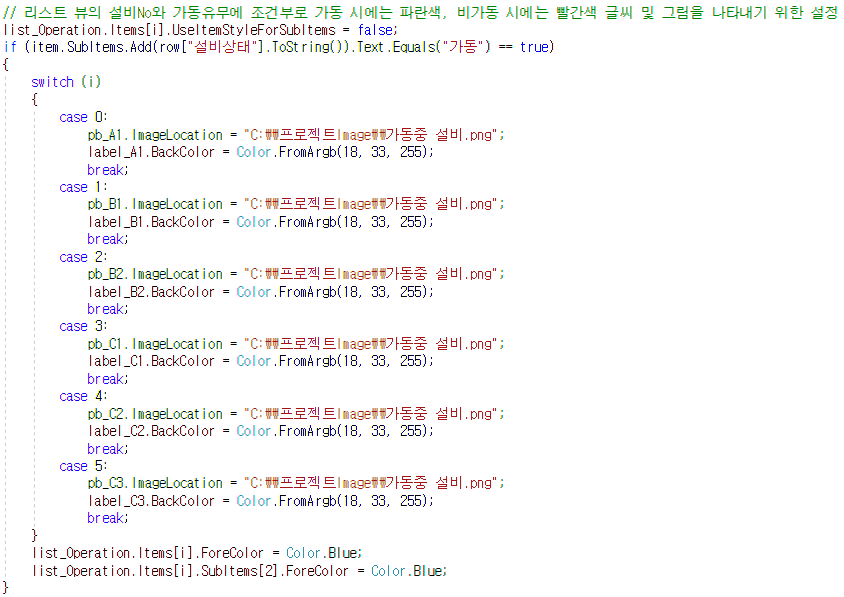 // 리스트 뷰의 설비No와 가동유무에 조건부로 가동 시에는 파란색, 비가동 시에는 빨간색 글씨 및 그림을 나타내기 위한 설정
list_Operation.Items[i].UseItemStyleForSubItems = false;
if (item.SubItems.Add(row["설비상태"].ToString()).Text.Equals("가동") == true)
{
    switch (i)
    {
        case 0:
            pb_A1.ImageLocation = "C:\\프로젝트Image\\가동중 설비.png";
            label_A1.BackColor = Color.FromArgb(18, 33, 255);
            break;
        case 1:
            pb_B1.ImageLocation = "C:\\프로젝트Image\\가동중 설비.png";
            label_B1.BackColor = Color.FromArgb(18, 33, 255);
            break;
        case 2:
            pb_B2.ImageLocation = "C:\\프로젝트Image\\가동중 설비.png";
            label_B2.BackColor = Color.FromArgb(18, 33, 255);
            break;
        case 3:
            pb_C1.ImageLocation = "C:\\프로젝트Image\\가동중 설비.png";
            label_C1.BackColor = Color.FromArgb(18, 33, 255);
            break;
        case 4:
            pb_C2.ImageLocation = "C:\\프로젝트Image\\가동중 설비.png";
            label_C2.BackColor = Color.FromArgb(18, 33, 255);
            break;
        case 5:
            pb_C3.ImageLocation = "C:\\프로젝트Image\\가동중 설비.png";
            label_C3.BackColor = Color.FromArgb(18, 33, 255);
            break;
    }
    list_Operation.Items[i].ForeColor = Color.Blue;
    list_Operation.Items[i].SubItems[2].ForeColor = Color.Blue;
}